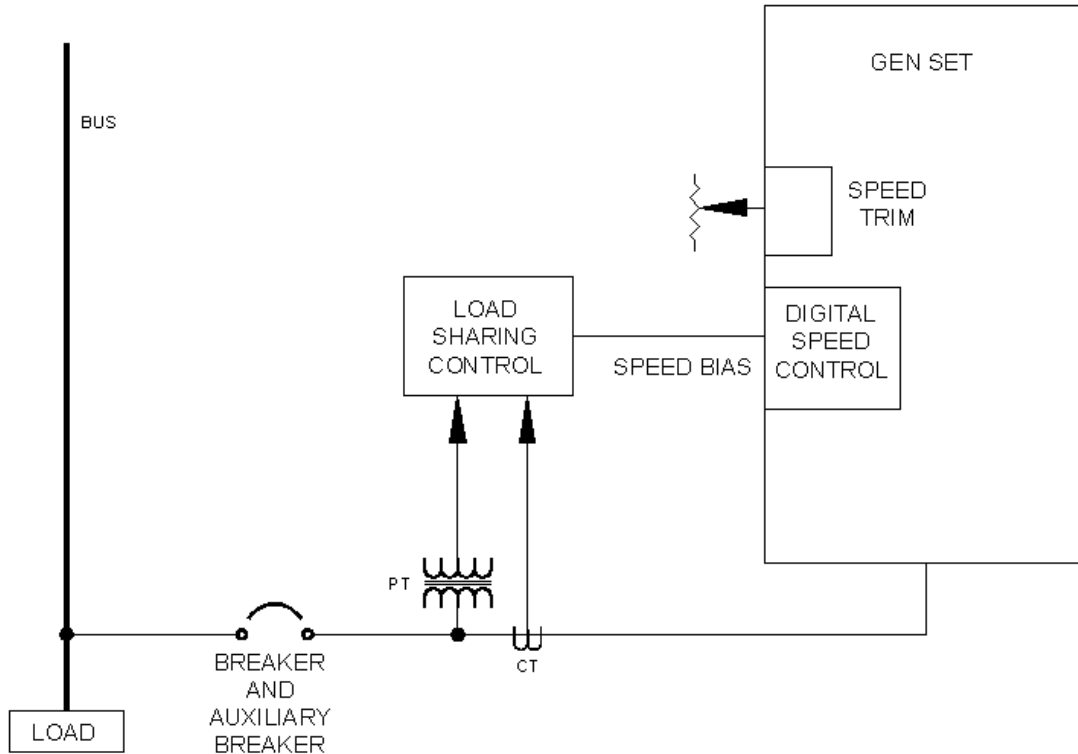 GEN SET
BUS
SPEED
TRIM
LOAD
SHARING
CONTROL
SPEED BIAS
DIGITAL
SPEED
CONTROL
PT
CT
BREAKER
AND
AUXILIARY
BREAKER
LOAD